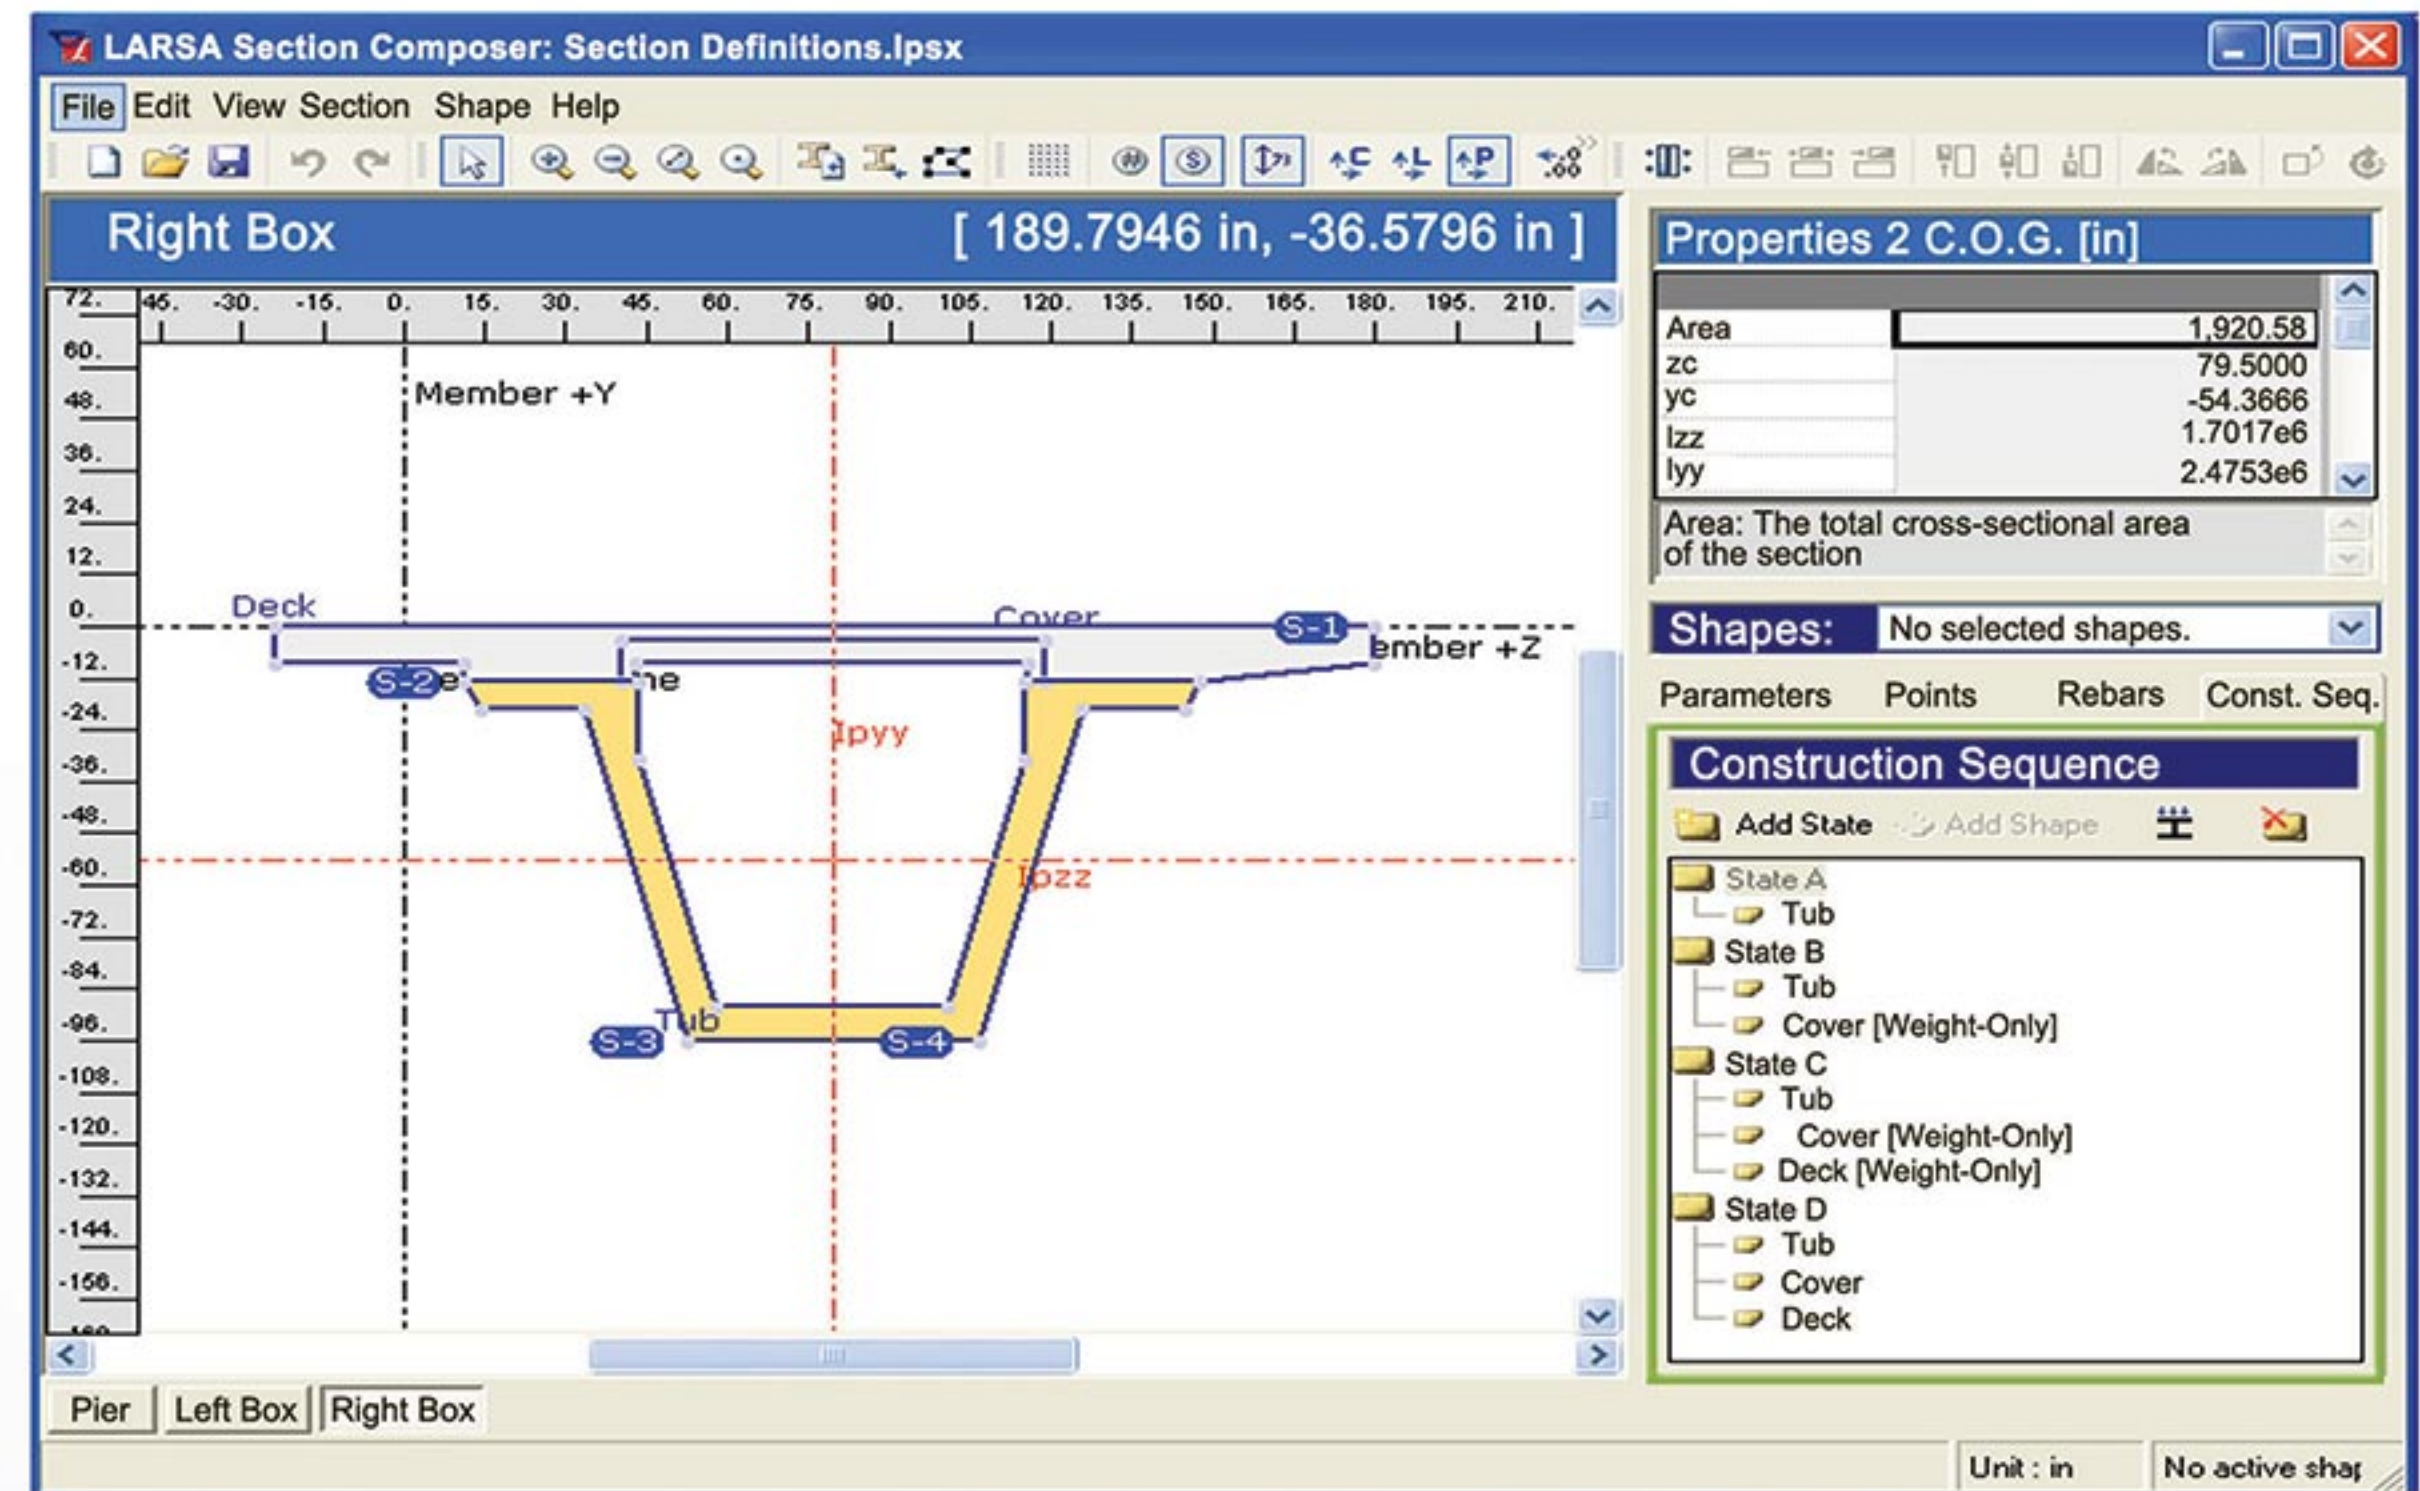 LARSA Section Composer: Section Definitions.lpsx
File Edit View Section Shape Help
Right Box [ 189.7946 in, -36.5796 in ]
45. -30. -15. 0. 15. 30. 45. 60. 75. 90. 105. 120. 135. 150. 165. 180. 195. 210.
72.
60.
48.
36.
24.
12.
0.
-12.
-24.
-36.
-48.
-60.
-72.
-84.
-96.
-108.
-120.
-132.
-144.
-156.
Member +Y
Deck
Cover
S-1
ember +Z
S-2
Ipyy
Ipzz
Tub
S-3
S-4
Pier Left Box Right Box
Properties 2 C.O.G. [in]
Area 1,920.58
zc 79.5000
yc -54.3666
Izz 1.7017e6
Iyy 2.4753e6
Area: The total cross-sectional area
of the section
Shapes: No selected shapes.
Parameters Points Rebars Const. Seq.
Construction Sequence
Add State Add Shape
State A
Tub
State B
Tub
Cover [Weight-Only]
State C
Tub
Cover [Weight-Only]
Deck [Weight-Only]
State D
Tub
Cover
Deck
Unit : in No active shap